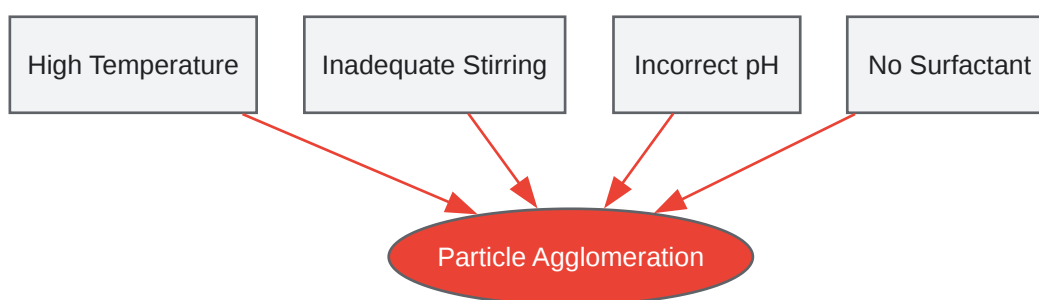 High Temperature
Inadequate Stirring
Incorrect pH
No Surfactant
Particle Agglomeration